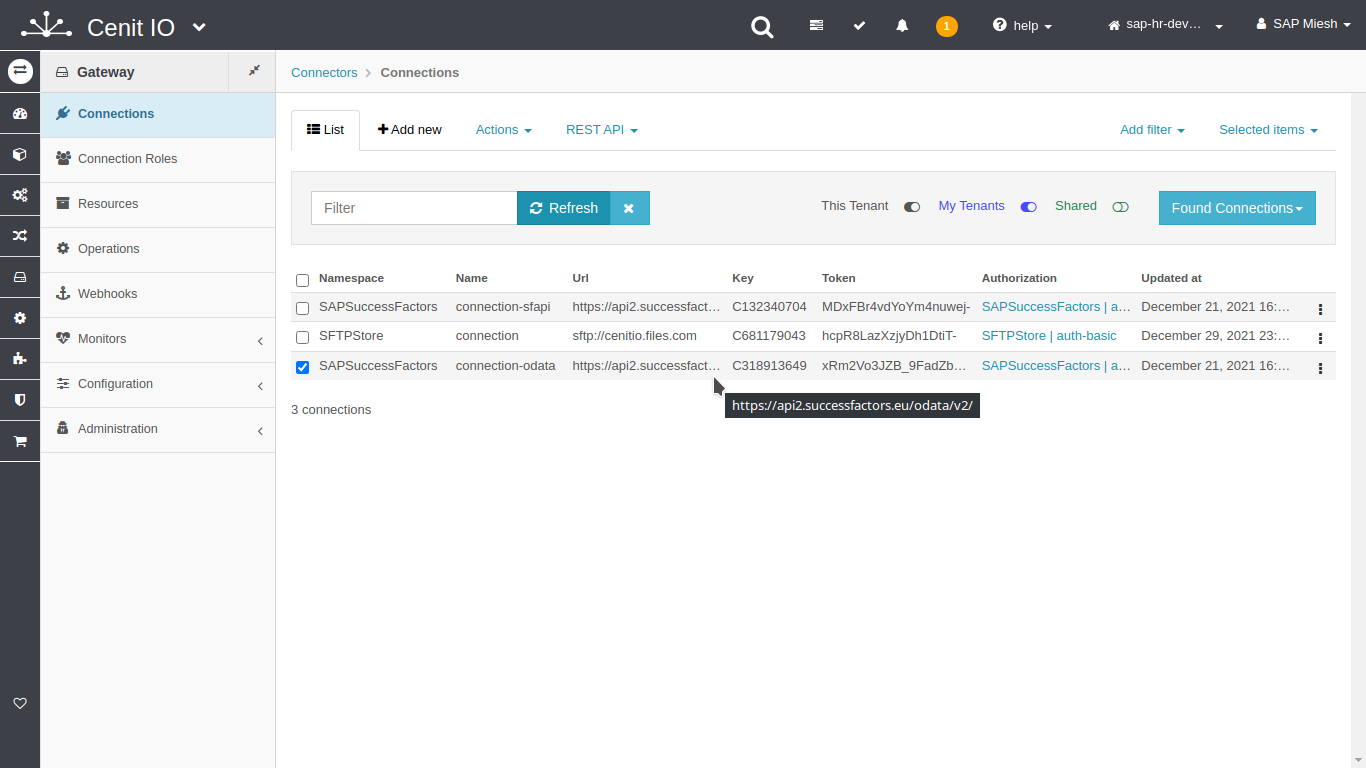 Cenit IO
1
help
sap-hr-dev...
SAP Miesh
Gateway
Connectors
Connections
Connections
Connection Roles
Resources
Operations
Webhooks
Monitors
Configuration
Administration
List
Add new
Actions
REST API
Add filter
Selected items
Filter
Refresh
This Tenant
My Tenants
Shared
Found Connections
Namespace Name Url Key Token Authorization Updated at
SAPSuccessFactors connection-sfapi https://api2.successfact... C132340704 MDxFBr4vdYoYm4nuwej- SAPSuccessFactors | a... December 21, 2021 16:...
SFTPStore connection sftp://cenitio.files.com C681179043 hcpR8LazXzjyDh1DtiT- SFTPStore | auth-basic December 29, 2021 23:...
SAPSuccessFactors connection-odata https://api2.successfact... C318913649 xRm2Vo3JZB_9FadZb... SAPSuccessFactors | a... December 21, 2021 16:...
https://api2.successfactors.eu/odata/v2/
3 connections